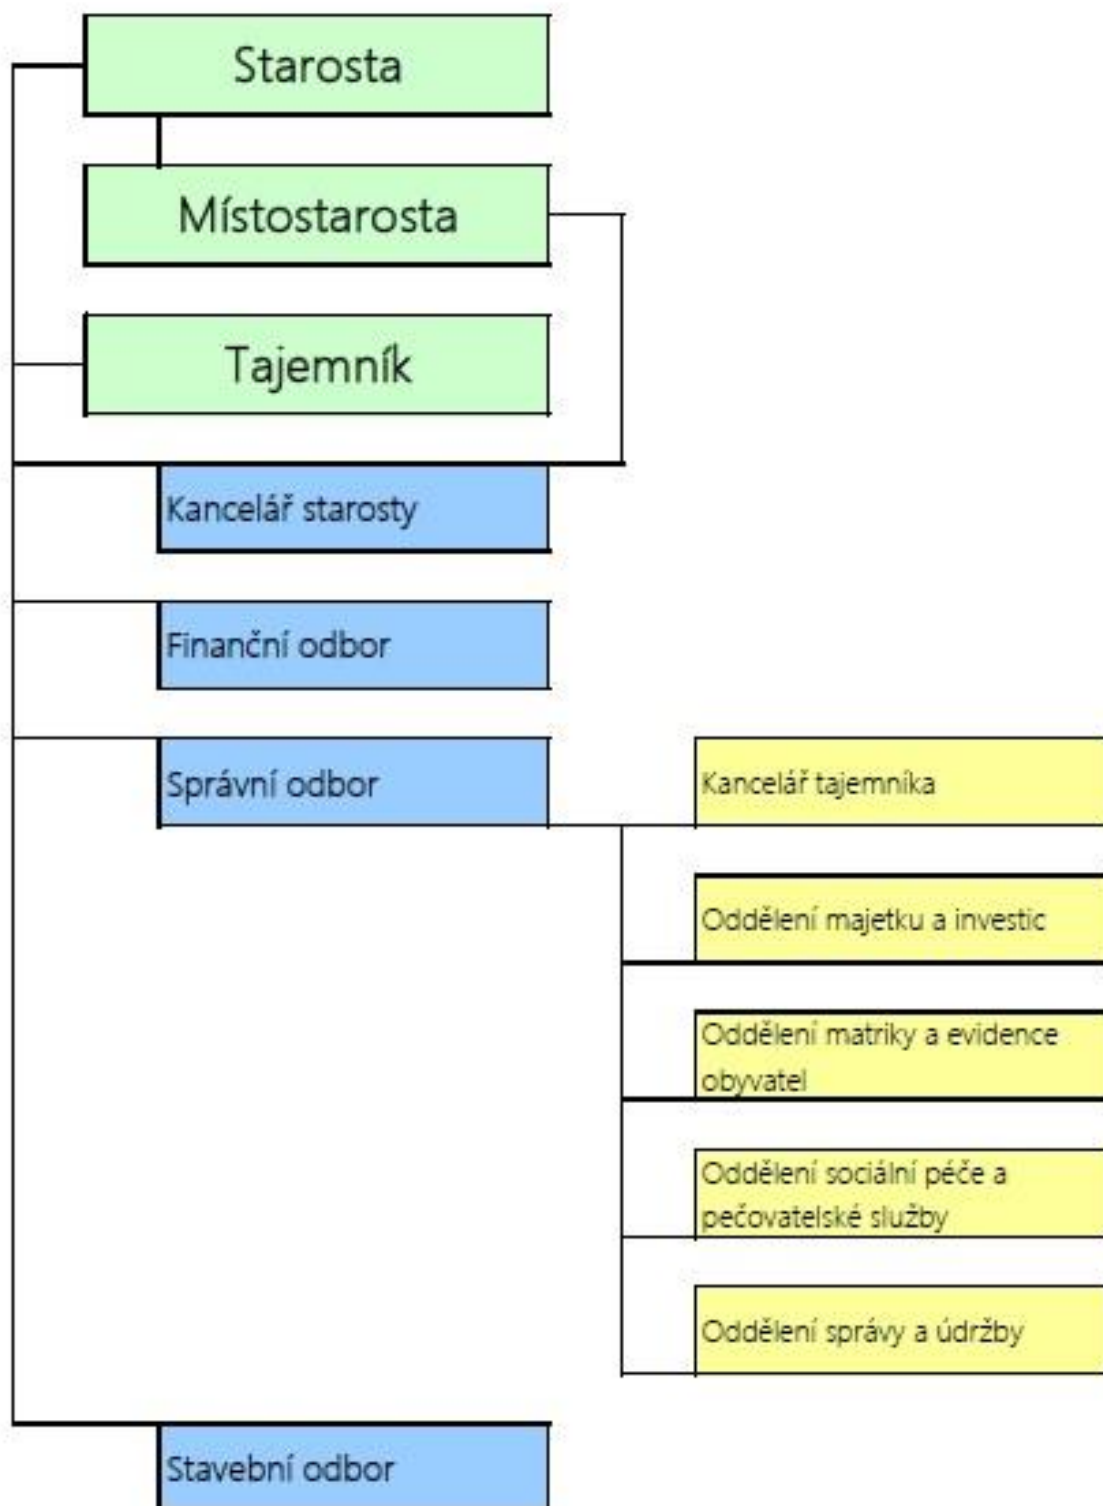 Starosta
Místostarosta
Tajemník
Kancelář starosty
Finanční odbor
Správní odbor
Kancelář tajemníka
Oddělení majetku a investic
Oddělení matriky a evidence
obyvatel
Oddělení sociální péče a
pečovatelské služby
Oddělení správy a údržby
Stavební odbor